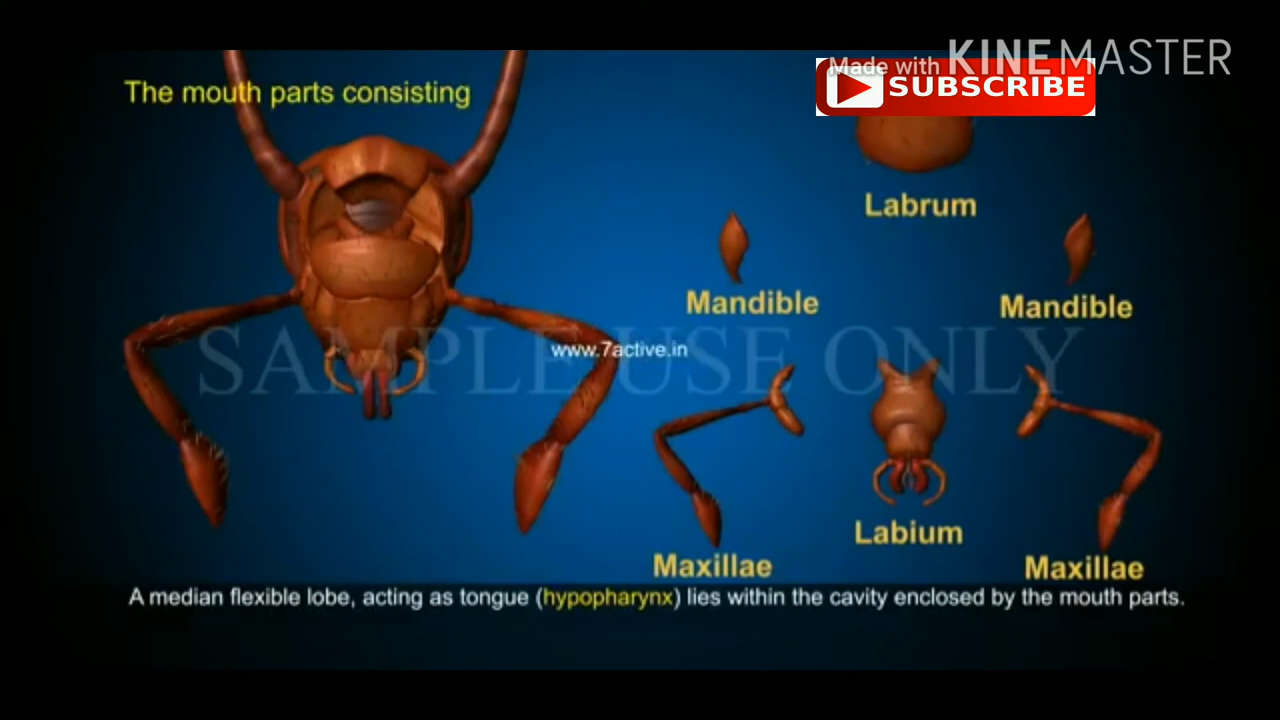 Made with KINEMASTER
SUBSCRIBE
The mouth parts consisting
Labrum
Mandible
Mandible
SAMPLE USE ONLY
www.7active.in
Labium
Maxillae
Maxillae
A median flexible lobe, acting as tongue (hypopharynx) lies within the cavity enclosed by the mouth parts.